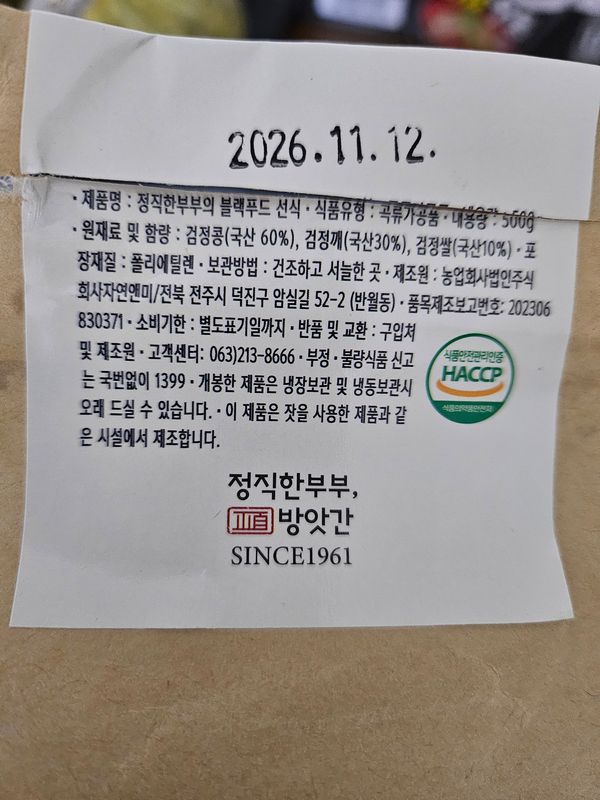 2026.11.12.
· 제품명 : 정직한부부의 블랙푸드 선식 · 식품유형 : 곡류가공품 · 내용량 : 500g
· 원재료 및 함량 : 검정콩(국산 60%), 검정깨(국산30%), 검정쌀(국산10%) · 포
장재질 : 폴리에틸렌 · 보관방법 : 건조하고 서늘한 곳 · 제조원 : 농업회사법인주식
회사자연앤미/전북 전주시 덕진구 암실길 52-2 (반월동) · 품목제조보고번호: 202306
830371 · 소비기한 : 별도표기일까지 · 반품 및 교환 : 구입처
및 제조원 · 고객센터: 063)213-8666 · 부정 · 불량식품 신고
는 국번없이 1399 · 개봉한 제품은 냉장보관 및 냉동보관시
오래 드실 수 있습니다. · 이 제품은 잣을 사용한 제품과 같
은 시설에서 제조합니다.
식품안전관리인증
HACCP
식품의약품안전처
정직한부부,
방앗간
SINCE1961